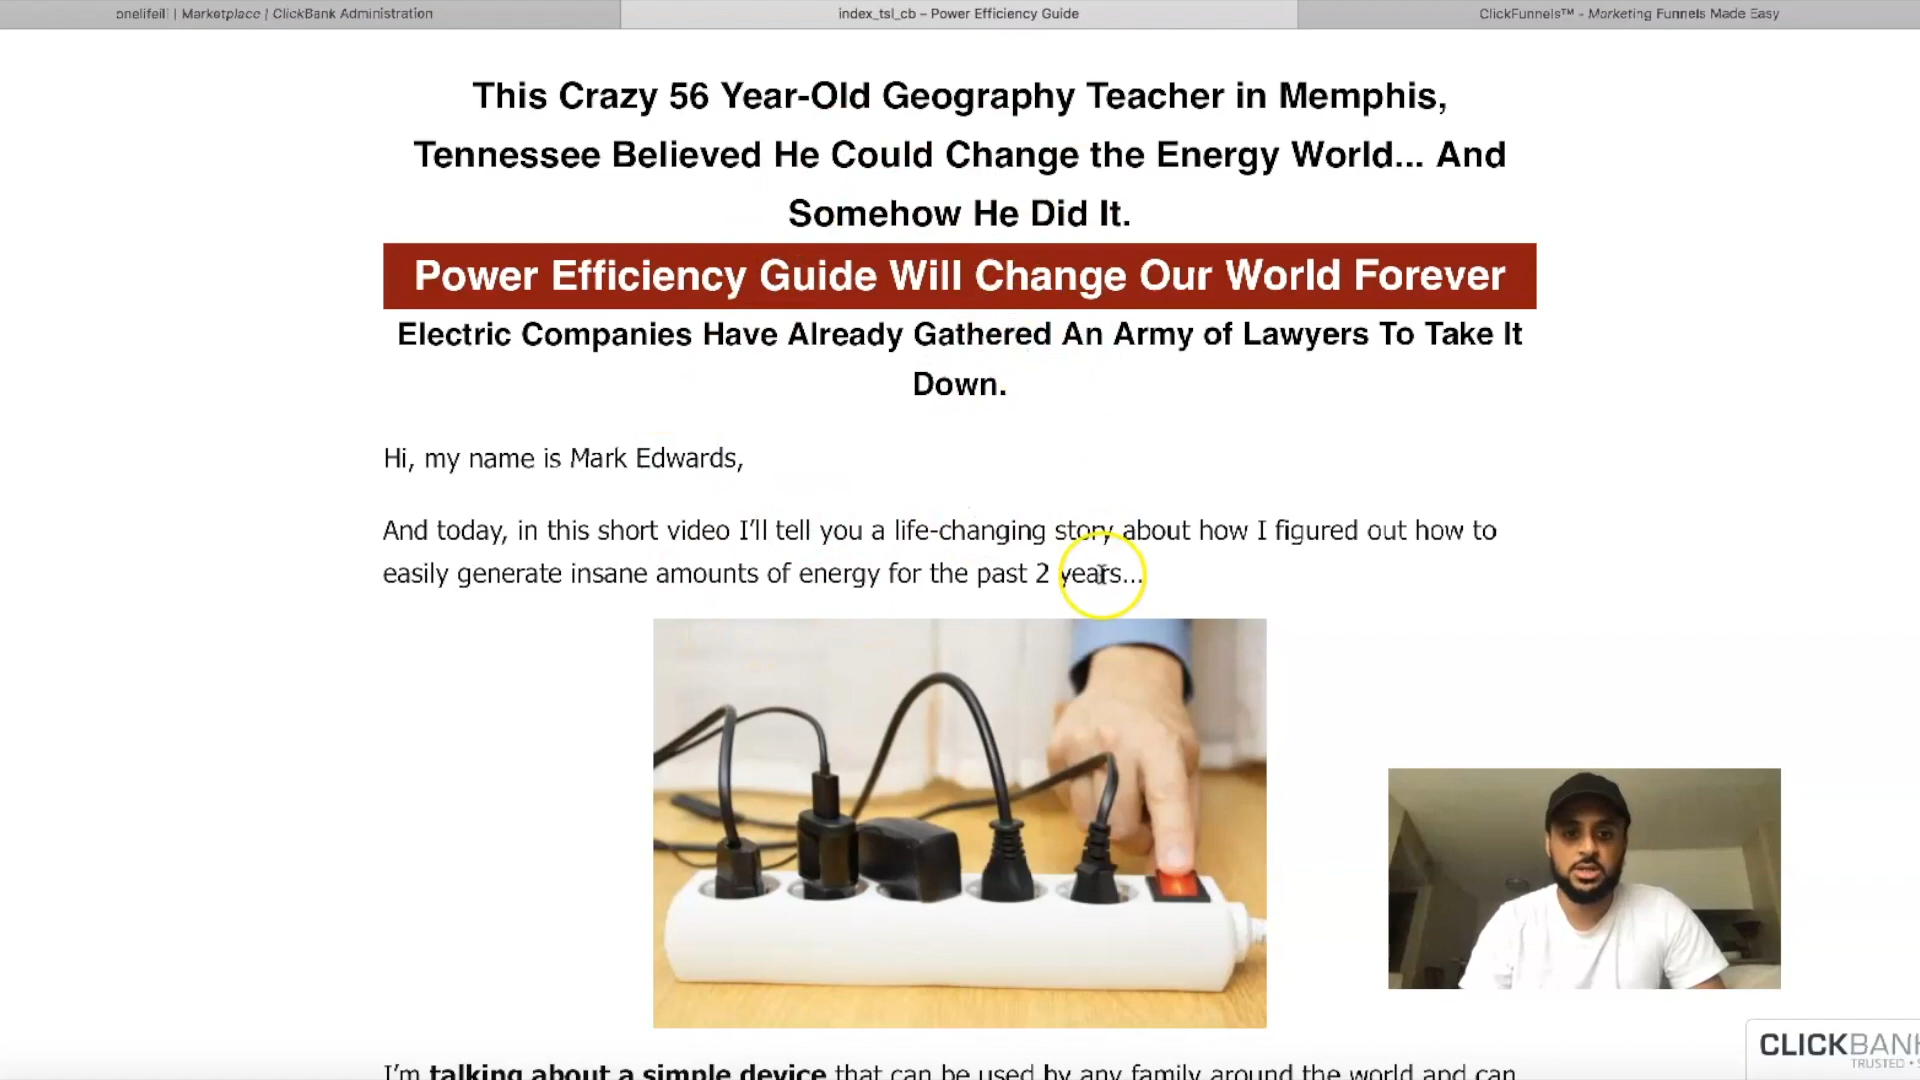 onelifeili | Marketplace | ClickBank Administration
index_tsl_cb – Power Efficiency Guide
ClickFunnels™ - Marketing Funnels Made Easy
This Crazy 56 Year-Old Geography Teacher in Memphis,
Tennessee Believed He Could Change the Energy World... And
Somehow He Did It.
Power Efficiency Guide Will Change Our World Forever
Electric Companies Have Already Gathered An Army of Lawyers To Take It
Down.
Hi, my name is Mark Edwards,
And today, in this short video I'll tell you a life-changing story about how I figured out how to
easily generate insane amounts of energy for the past 2 years...
I'm talking about a simple device that can be used by any family around the world and can
CLICKBANK
TRUSTED